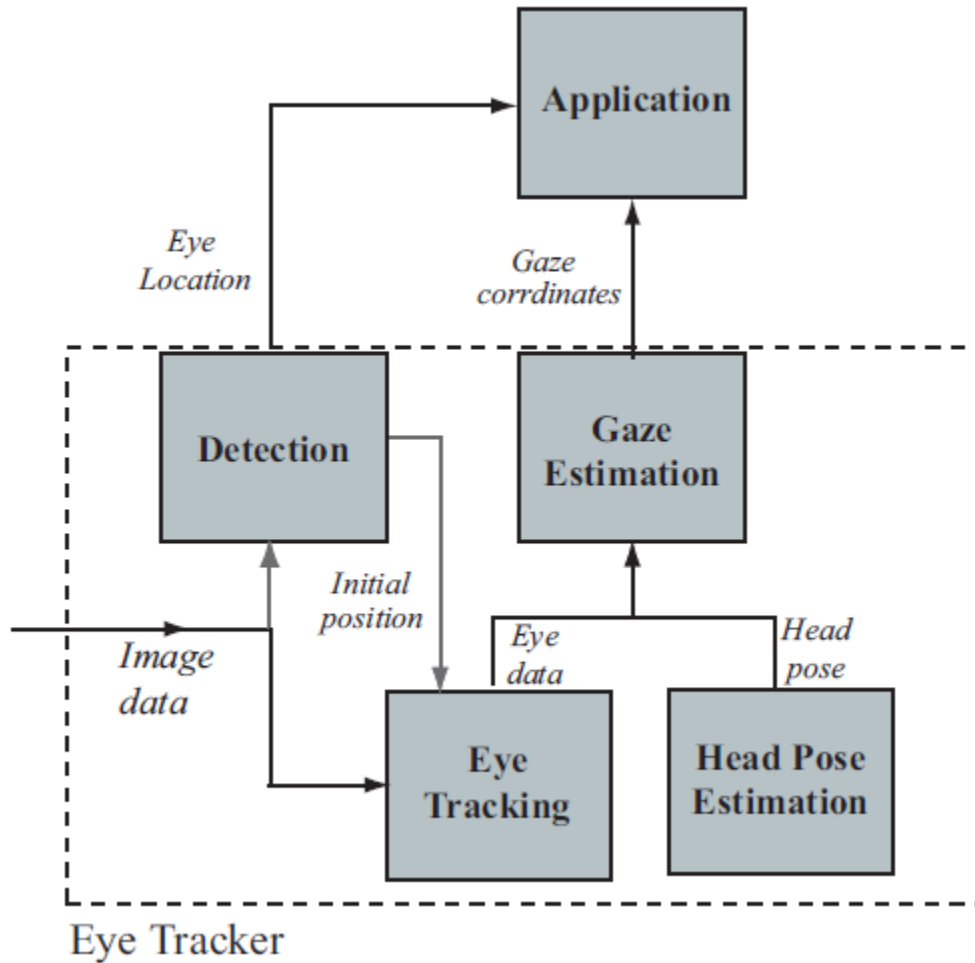 Application
Eye
Location
Gaze
corrdinates
Detection
Gaze
Estimation
Initial
position
Image
data
Eye
data
Head
pose
Eye
Tracking
Head Pose
Estimation
Eye Tracker